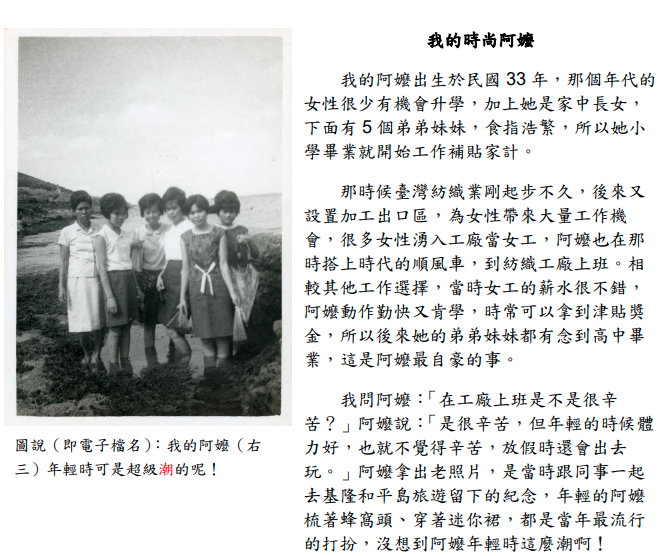 我的時尚阿嬤
我的阿嬤出生於民國 33 年，那個年代的
女性很少有機會升學，加上她是家中長女，
下面有 5 個弟弟妹妹，食指浩繁，所以她小
學畢業就開始工作補貼家計。
那時候臺灣紡織業剛起步不久，後來又
設置加工出口區，為女性帶來大量工作機
會，很多女性湧入工廠當女工，阿嬤也在那
時搭上時代的順風車，到紡織工廠上班。相
較其他工作選擇，當時女工的薪水很不錯，
阿嬤動作勤快又肯學，時常可以拿到津貼獎
金，所以後來她的弟弟妹妹都有念到高中畢
業，這是阿嬤最自豪的事。
我問阿嬤：「在工廠上班是不是很辛
苦？」阿嬤說：「是很辛苦，但年輕的時候體
力好，也就不覺得辛苦，放假時還會出去
玩。」阿嬤拿出老照片，是當時跟同事一起
去基隆和平島旅遊留下的紀念，年輕的阿嬤
梳著蜂窩頭、穿著迷你裙，都是當年最流行
的打扮，沒想到阿嬤年輕時這麼潮啊！
圖說（即電子檔名）：我的阿嬤（右
三）年輕時可是超級潮的呢！